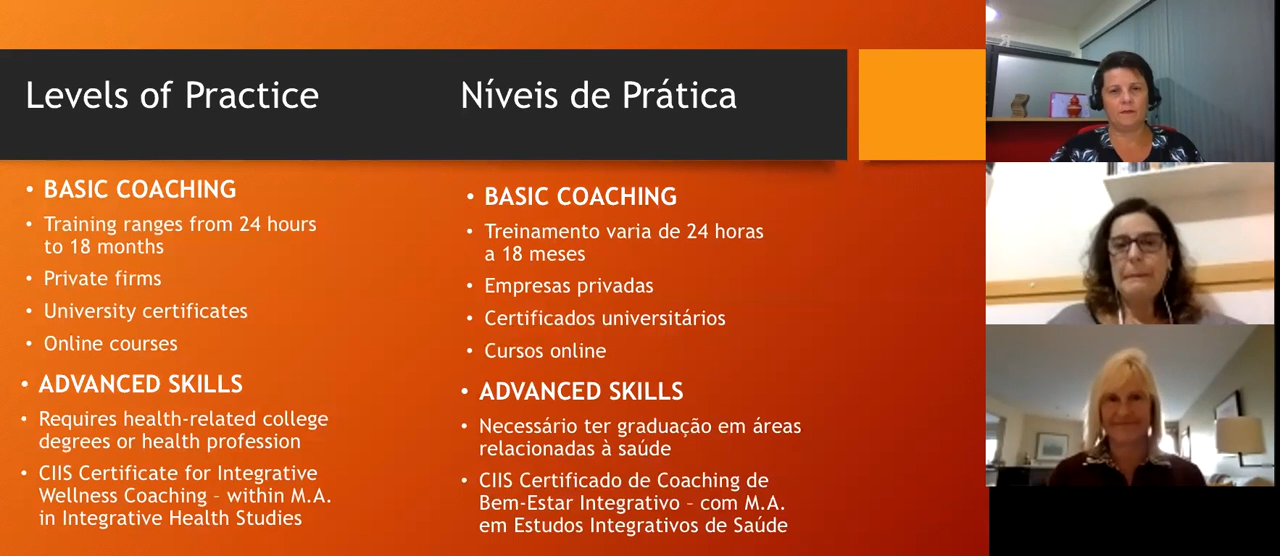 Levels of Practice
Níveis de Prática
• BASIC COACHING
• Training ranges from 24 hours
to 18 months
• Private firms
• University certificates
• Online courses
• ADVANCED SKILLS
• Requires health-related college
degrees or health profession
• CIIS Certificate for Integrative
Wellness Coaching – within M.A.
in Integrative Health Studies
• BASIC COACHING
• Treinamento varia de 24 horas
a 18 meses
• Empresas privadas
• Certificados universitários
• Cursos online
• ADVANCED SKILLS
• Necessário ter graduação em áreas
relacionadas à saúde
• CIIS Certificado de Coaching de
Bem-Estar Integrativo – com M.A.
em Estudos Integrativos de Saúde